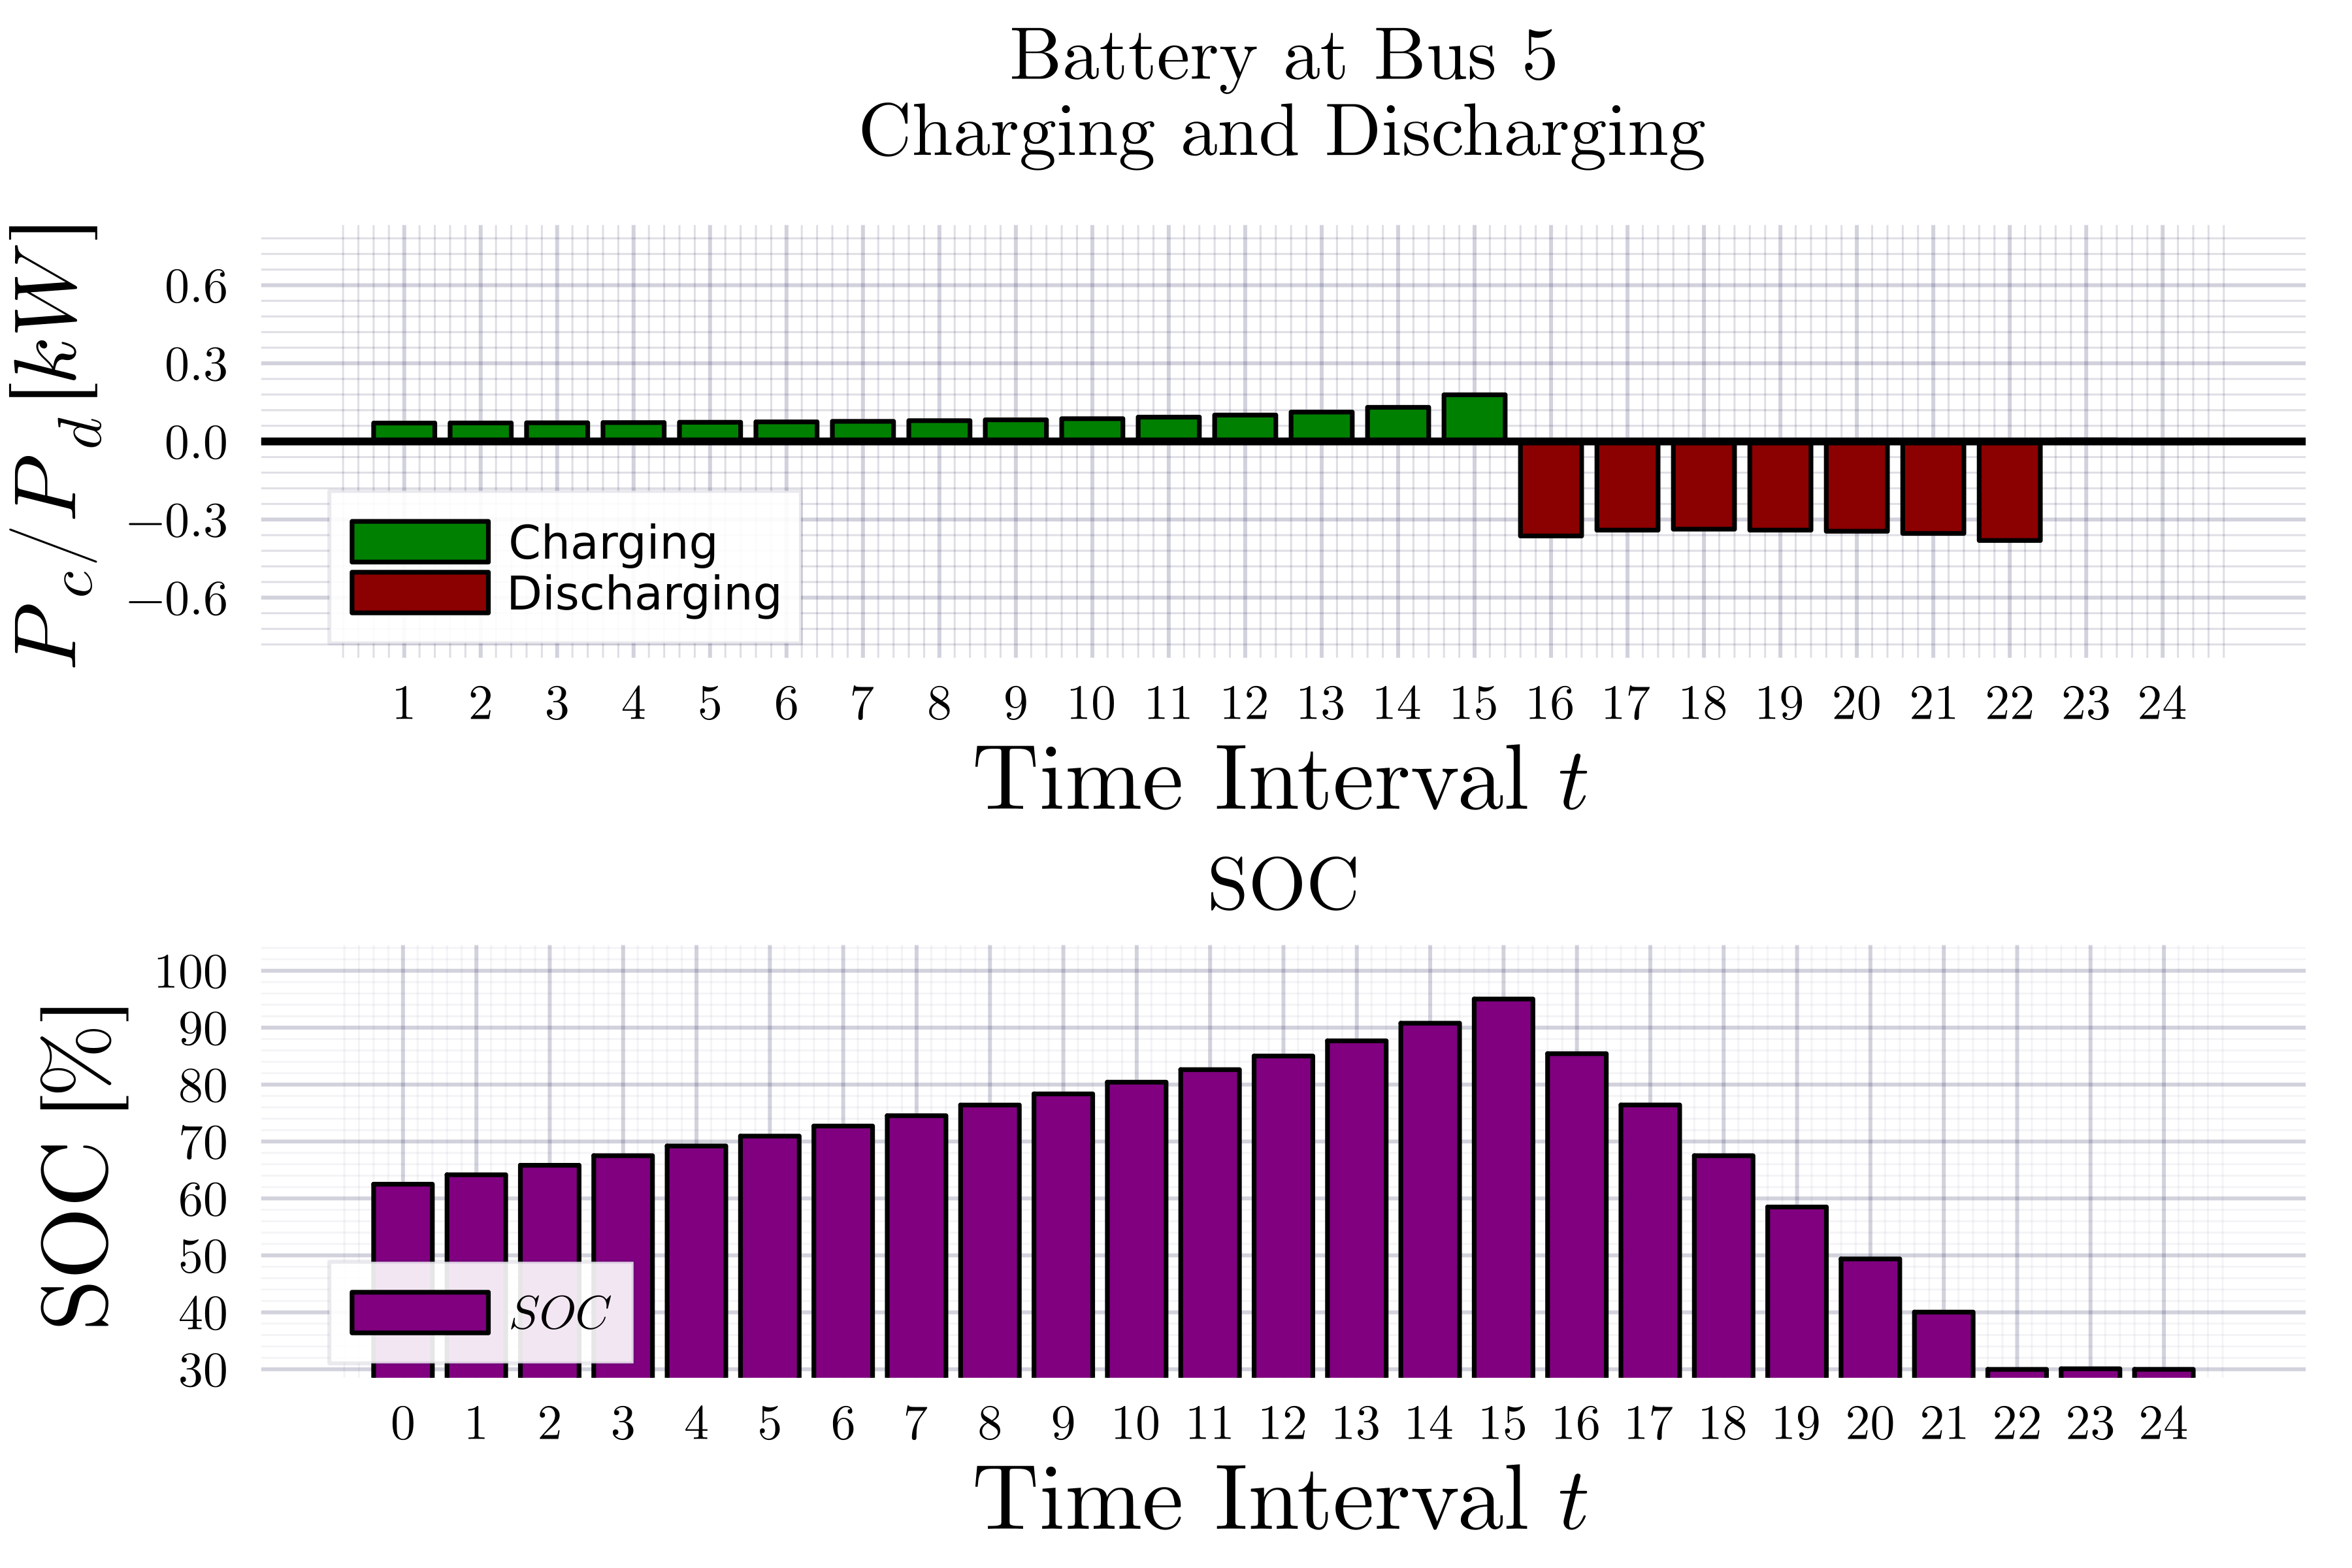 Battery at Bus 5
Charging and Discharging
P_c/P_d[kW]
0.6
0.3
0.0
−0.3
−0.6
Charging
Discharging
1 2 3 4 5 6 7 8 9 10 11 12 13 14 15 16 17 18 19 20 21 22 23 24
Time Interval t
SOC
SOC [%]
100
90
80
70
60
50
40
30
SOC
0 1 2 3 4 5 6 7 8 9 10 11 12 13 14 15 16 17 18 19 20 21 22 23 24
Time Interval t